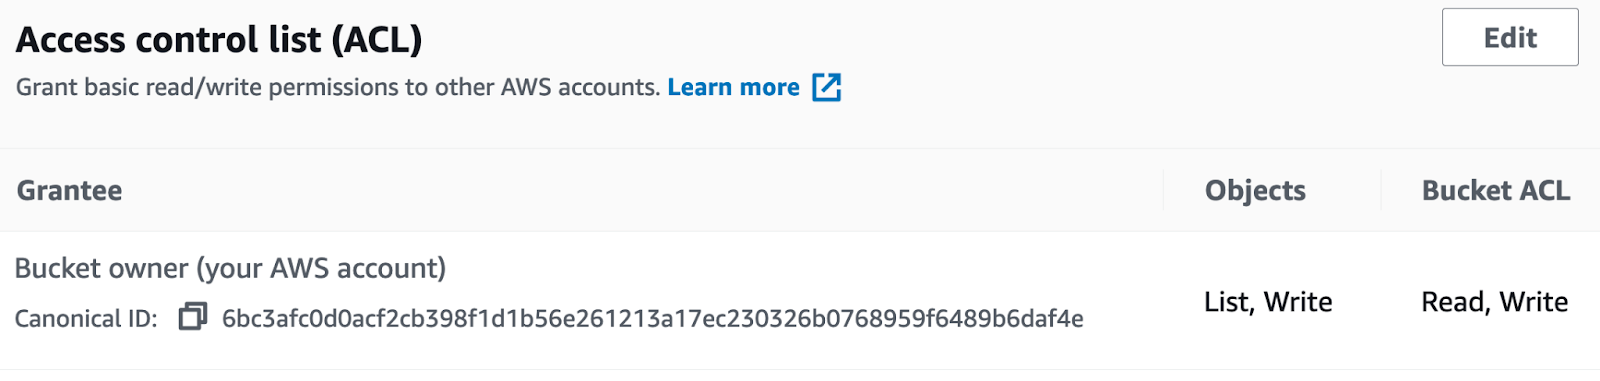 Access control list (ACL)
Edit
Grant basic read/write permissions to other AWS accounts. Learn more
Grantee Objects Bucket ACL
Bucket owner (your AWS account)
List, Write Read, Write
Canonical ID: 6bc3afc0d0acf2cb398f1d1b56e261213a17ec230326b0768959f6489b6daf4e